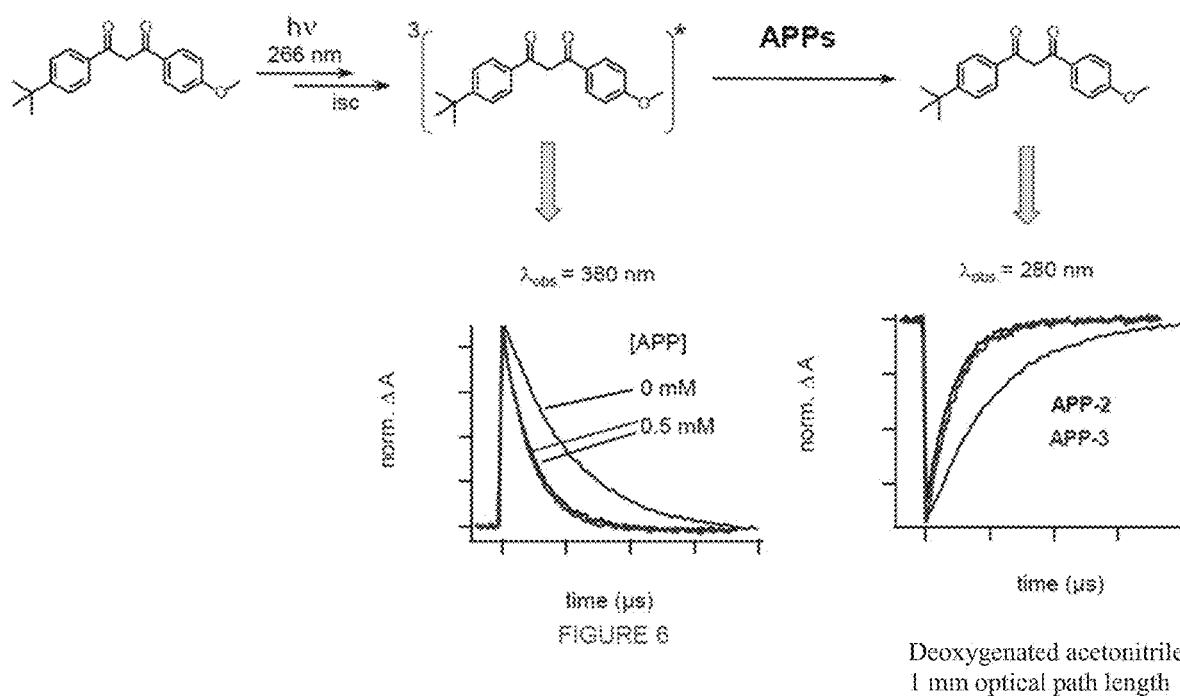 hν
266 nm
isc
3
*
APPs
O O
O
O O
O
O O
O
λobs. = 380 nm
λobs. = 280 nm
norm. ΔA
[APP]
0 mM
0.5 mM
time (μs)
norm. ΔA
APP-2
APP-3
time (μs)
FIGURE 6
Deoxygenated acetonitrile
1 mm optical path length